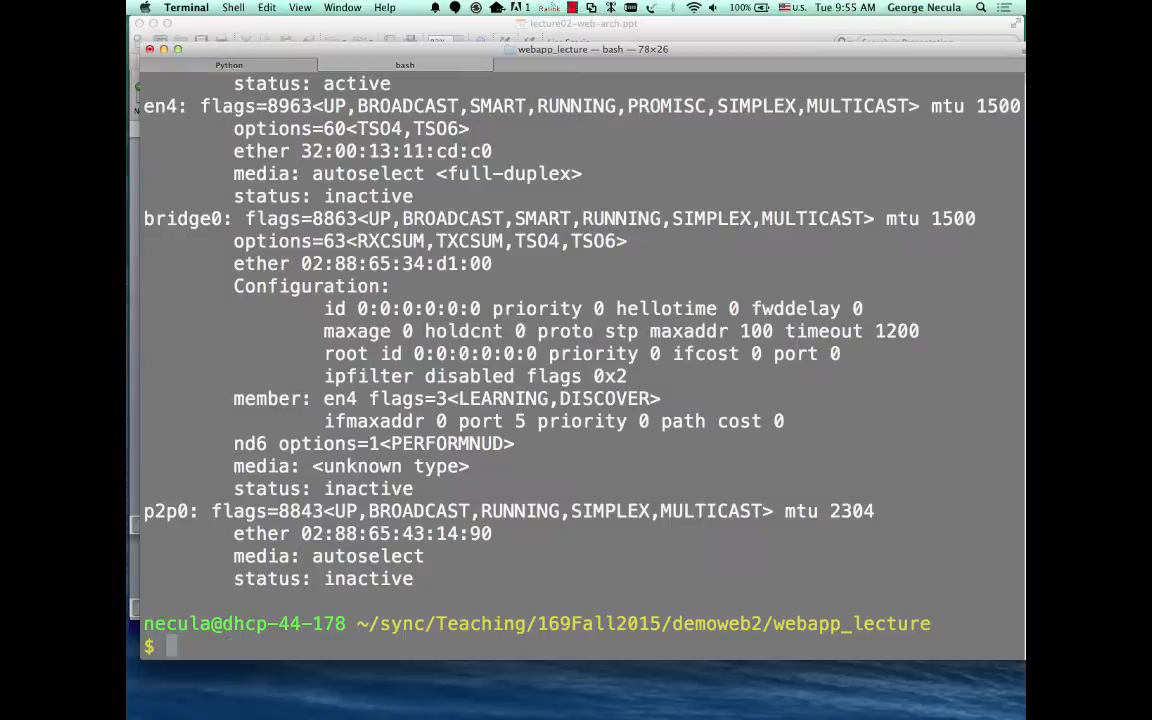 Terminal Shell Edit View Window Help 1 Ralink 100% U.S. Tue 9:55 AM George Necula
lecture02-web-arch.ppt
webapp_lecture — bash — 78×26
Python bash
status: active
en4: flags=8963<UP,BROADCAST,SMART,RUNNING,PROMISC,SIMPLEX,MULTICAST> mtu 1500
options=60<TSO4,TSO6>
ether 32:00:13:11:cd:c0
media: autoselect <full-duplex>
status: inactive
bridge0: flags=8863<UP,BROADCAST,SMART,RUNNING,SIMPLEX,MULTICAST> mtu 1500
options=63<RXCSUM,TXCSUM,TSO4,TSO6>
ether 02:88:65:34:d1:00
Configuration:
id 0:0:0:0:0:0 priority 0 hellotime 0 fwddelay 0
maxage 0 holdcnt 0 proto stp maxaddr 100 timeout 1200
root id 0:0:0:0:0:0 priority 0 ifcost 0 port 0
ipfilter disabled flags 0x2
member: en4 flags=3<LEARNING,DISCOVER>
ifmaxaddr 0 port 5 priority 0 path cost 0
nd6 options=1<PERFORMNUD>
media: <unknown type>
status: inactive
p2p0: flags=8843<UP,BROADCAST,RUNNING,SIMPLEX,MULTICAST> mtu 2304
ether 02:88:65:43:14:90
media: autoselect
status: inactive
necula@dhcp-44-178 ~/sync/Teaching/169Fall2015/demoweb2/webapp_lecture
$